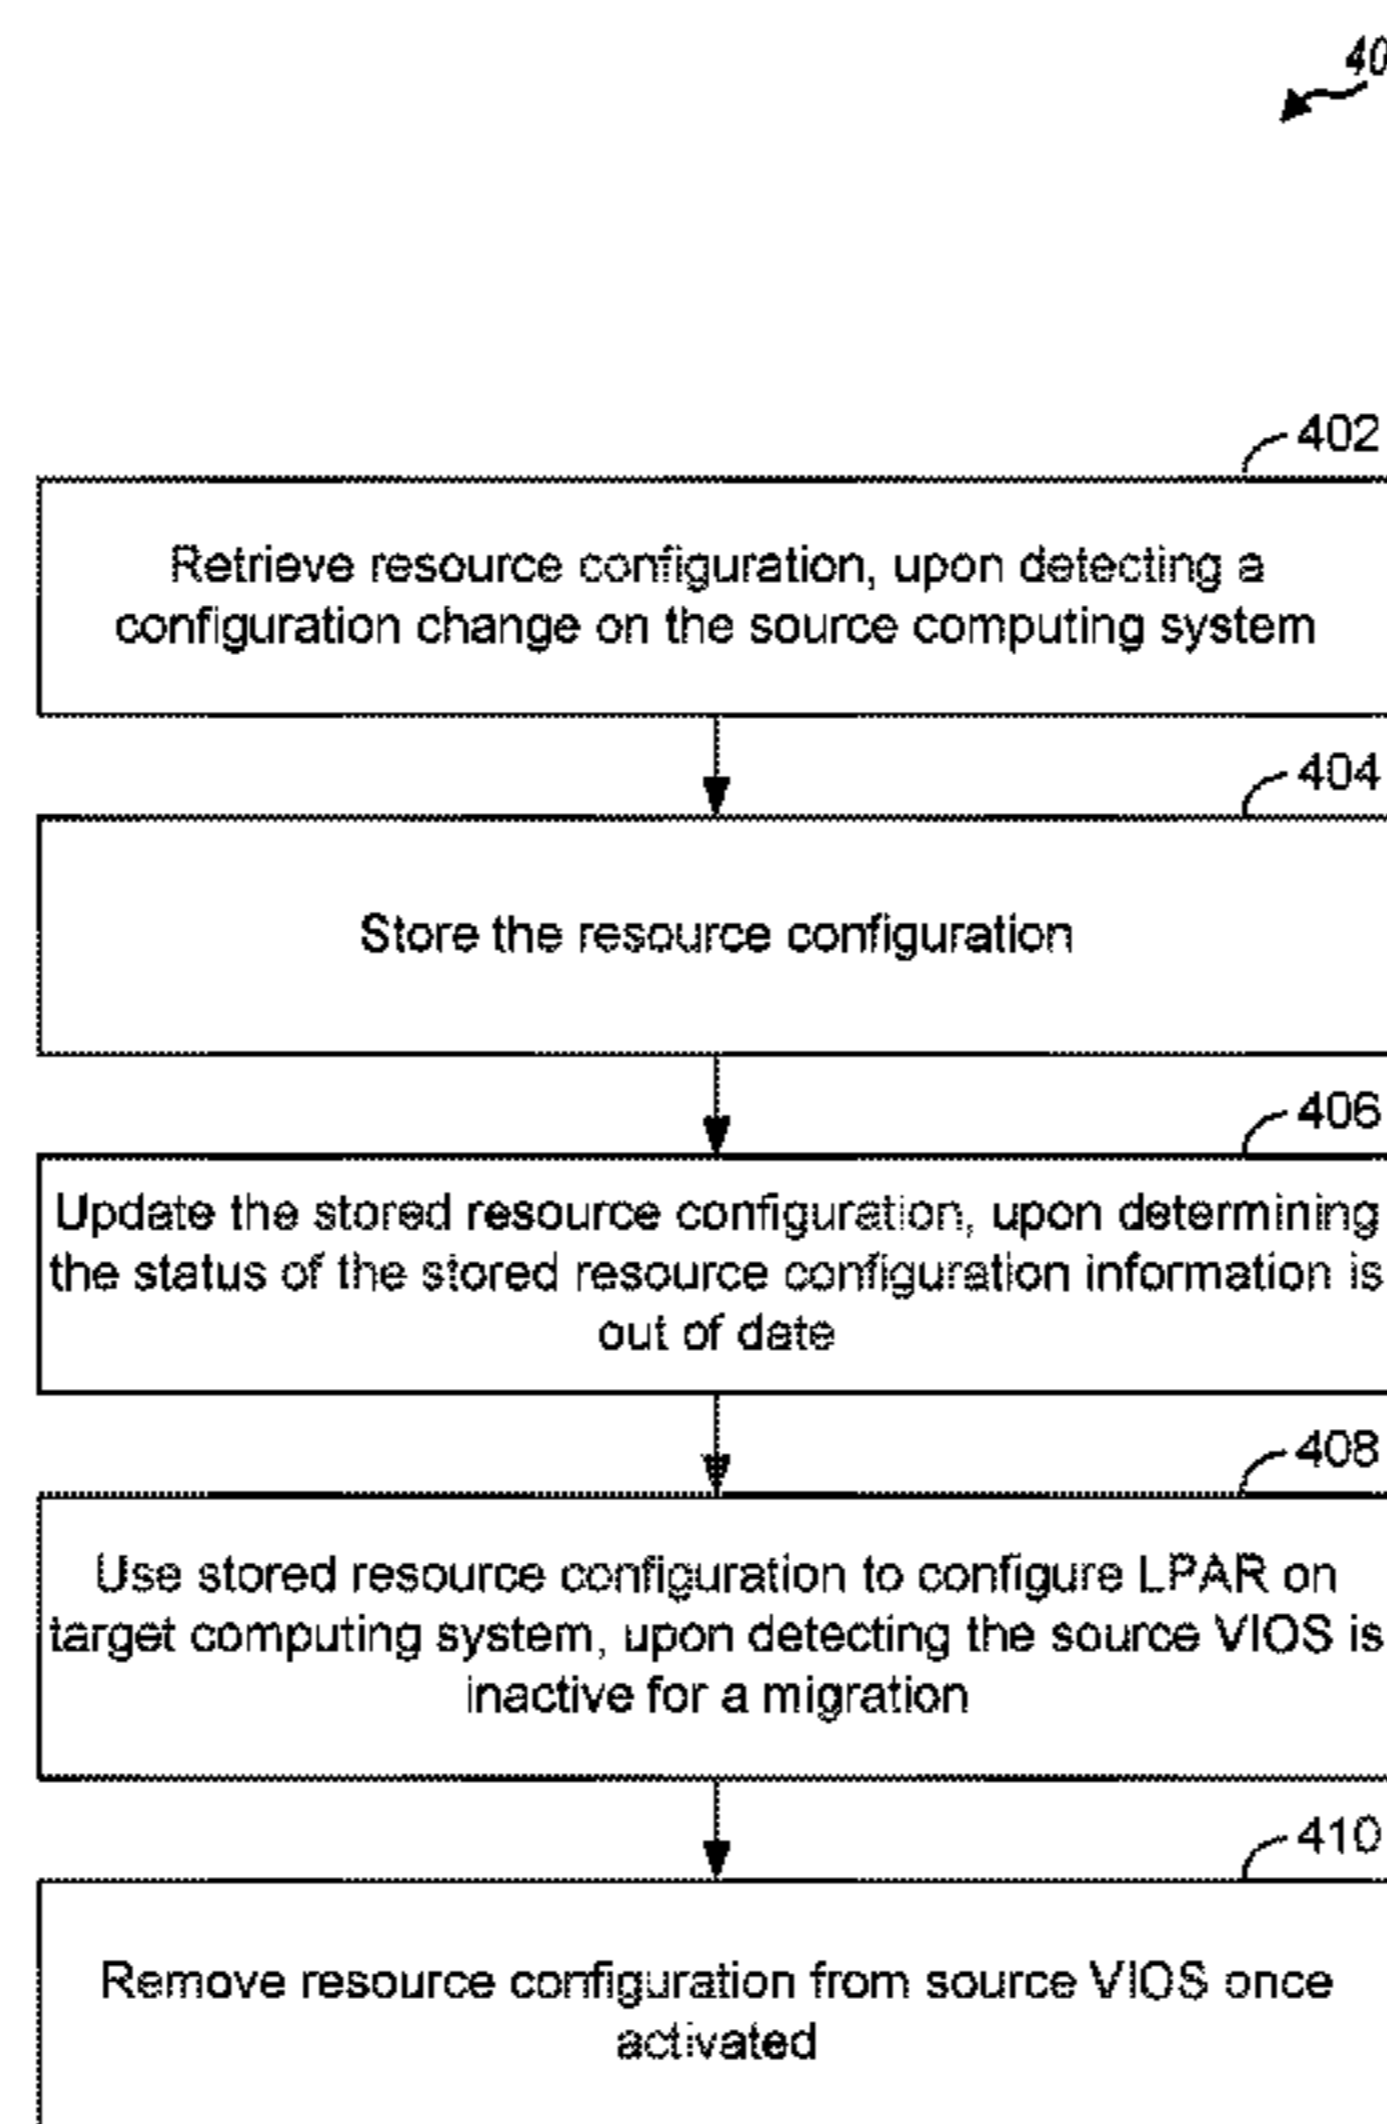 40
402
Retrieve resource configuration, upon detecting a
configuration change on the source computing system
404
Store the resource configuration
406
Update the stored resource configuration, upon determining
the status of the stored resource configuration information is
out of date
408
Use stored resource configuration to configure LPAR on
target computing system, upon detecting the source VIOS is
inactive for a migration
410
Remove resource configuration from source VIOS once
activated